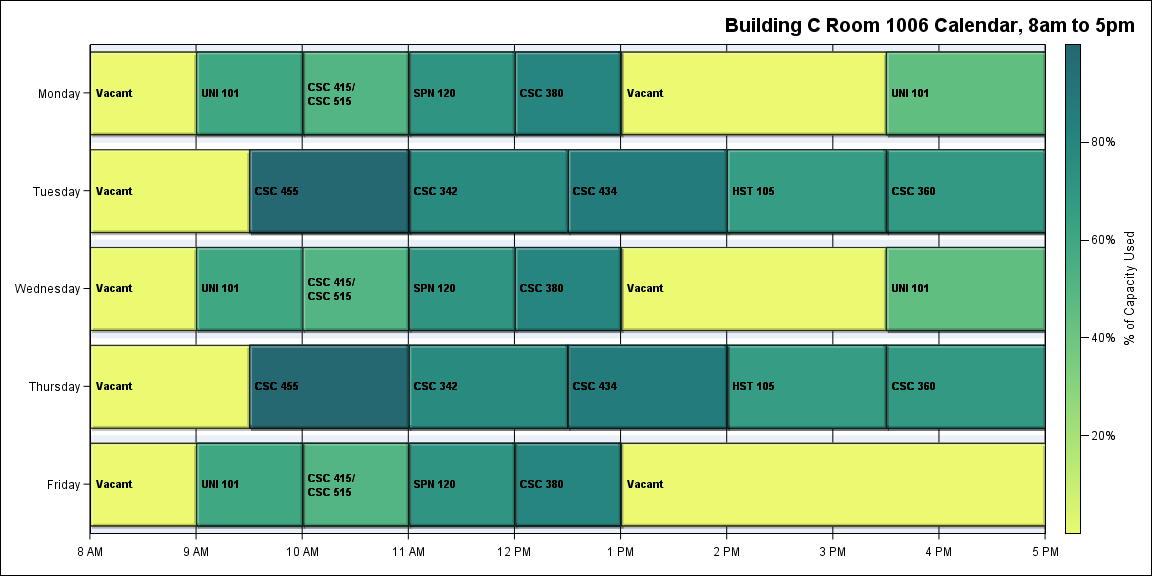 Building C Room 1006 Calendar, 8am to 5pm
Monday
Vacant
UNI 101
CSC 415/
CSC 515
SPN 120
CSC 380
Vacant
UNI 101
Tuesday
Vacant
CSC 455
CSC 342
CSC 434
HST 105
CSC 360
Wednesday
Vacant
UNI 101
CSC 415/
CSC 515
SPN 120
CSC 380
Vacant
UNI 101
Thursday
Vacant
CSC 455
CSC 342
CSC 434
HST 105
CSC 360
Friday
Vacant
UNI 101
CSC 415/
CSC 515
SPN 120
CSC 380
Vacant
8 AM
9 AM
10 AM
11 AM
12 PM
1 PM
2 PM
3 PM
4 PM
5 PM
80%
60%
40%
20%
% of Capacity Used